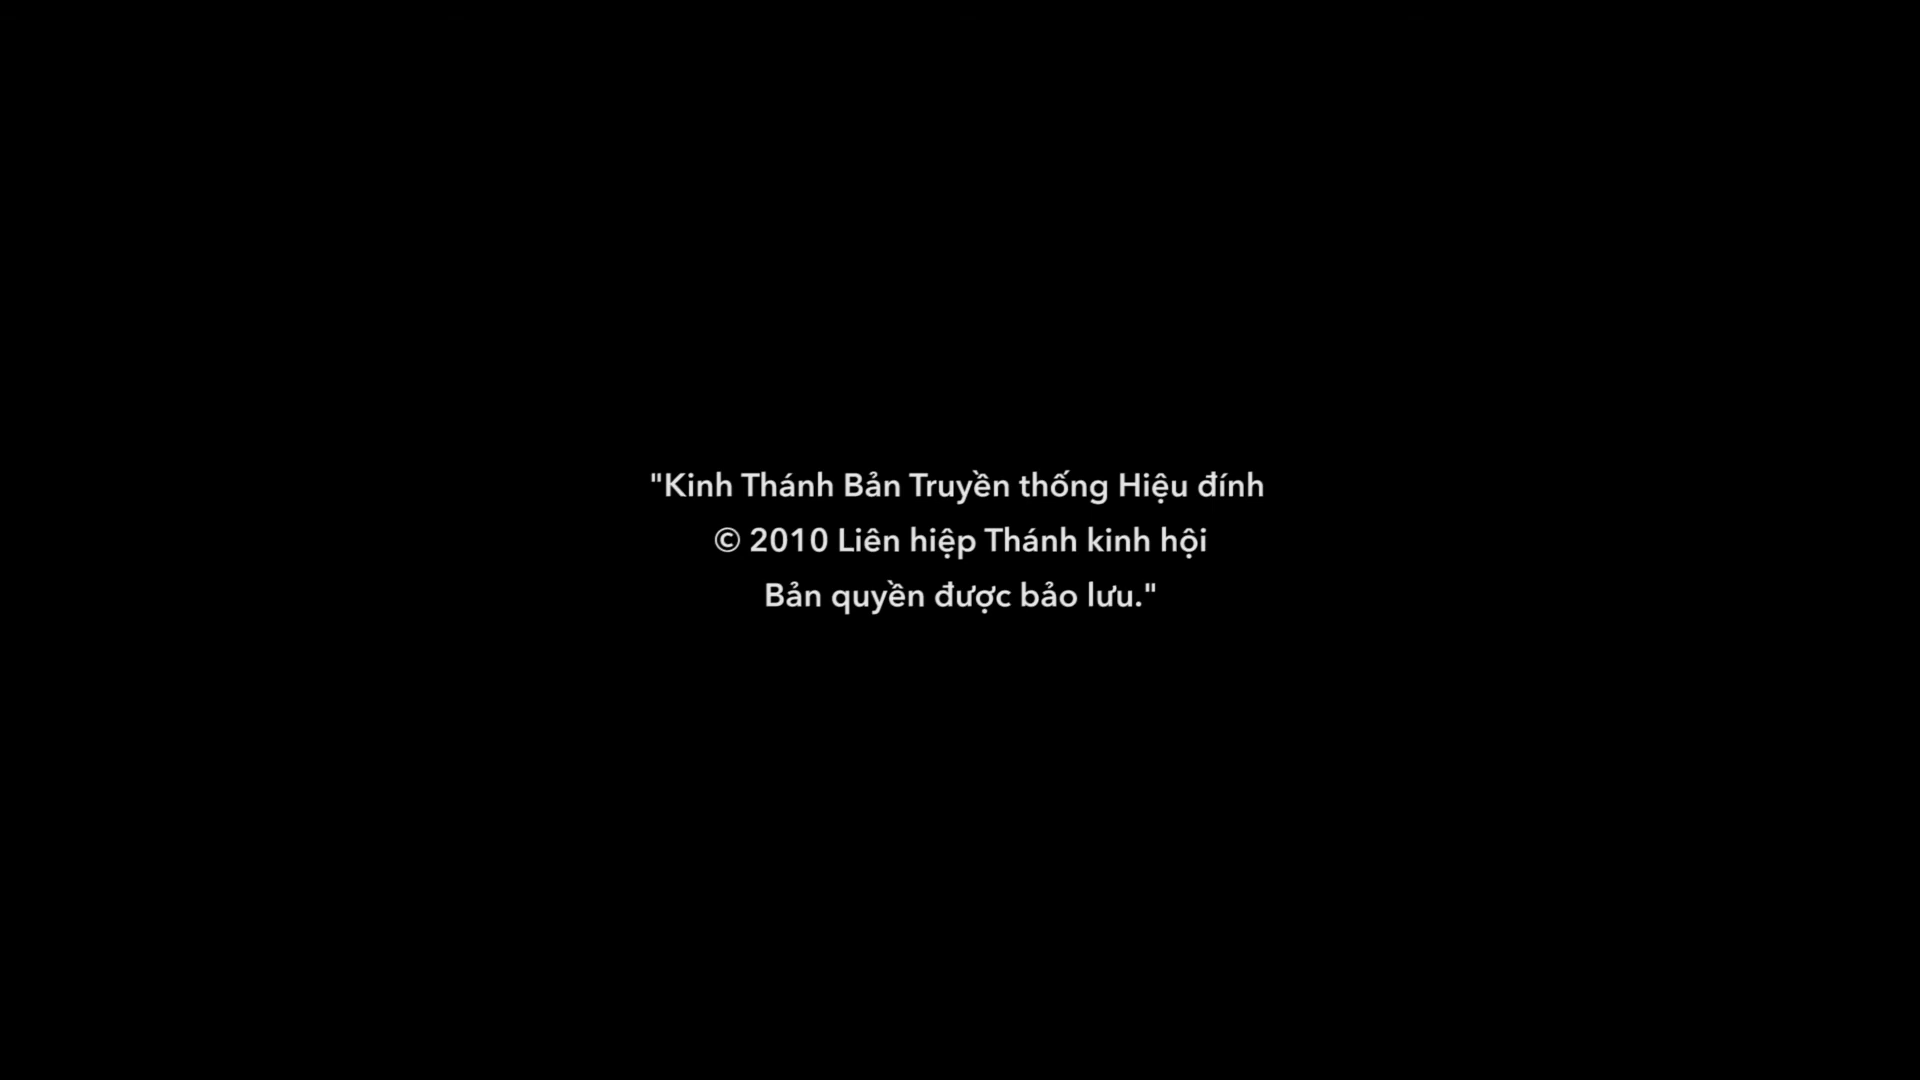 "Kinh Thánh Bản Truyền thống Hiệu đính
© 2010 Liên hiệp Thánh kinh hội
Bản quyền được bảo lưu."